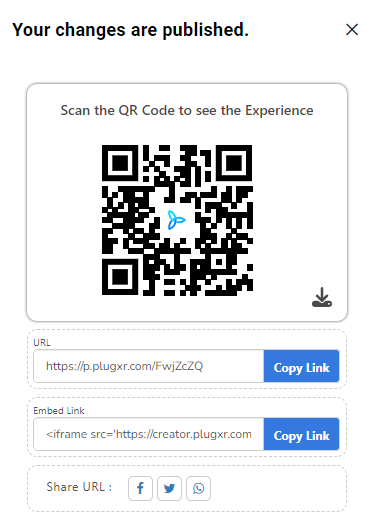 Your changes are published.
Scan the QR Code to see the Experience
URL
https://p.plugxr.com/FwjZcZQ
Copy Link
Embed Link
<iframe src='https://creator.plugxr.com
Copy Link
Share URL :